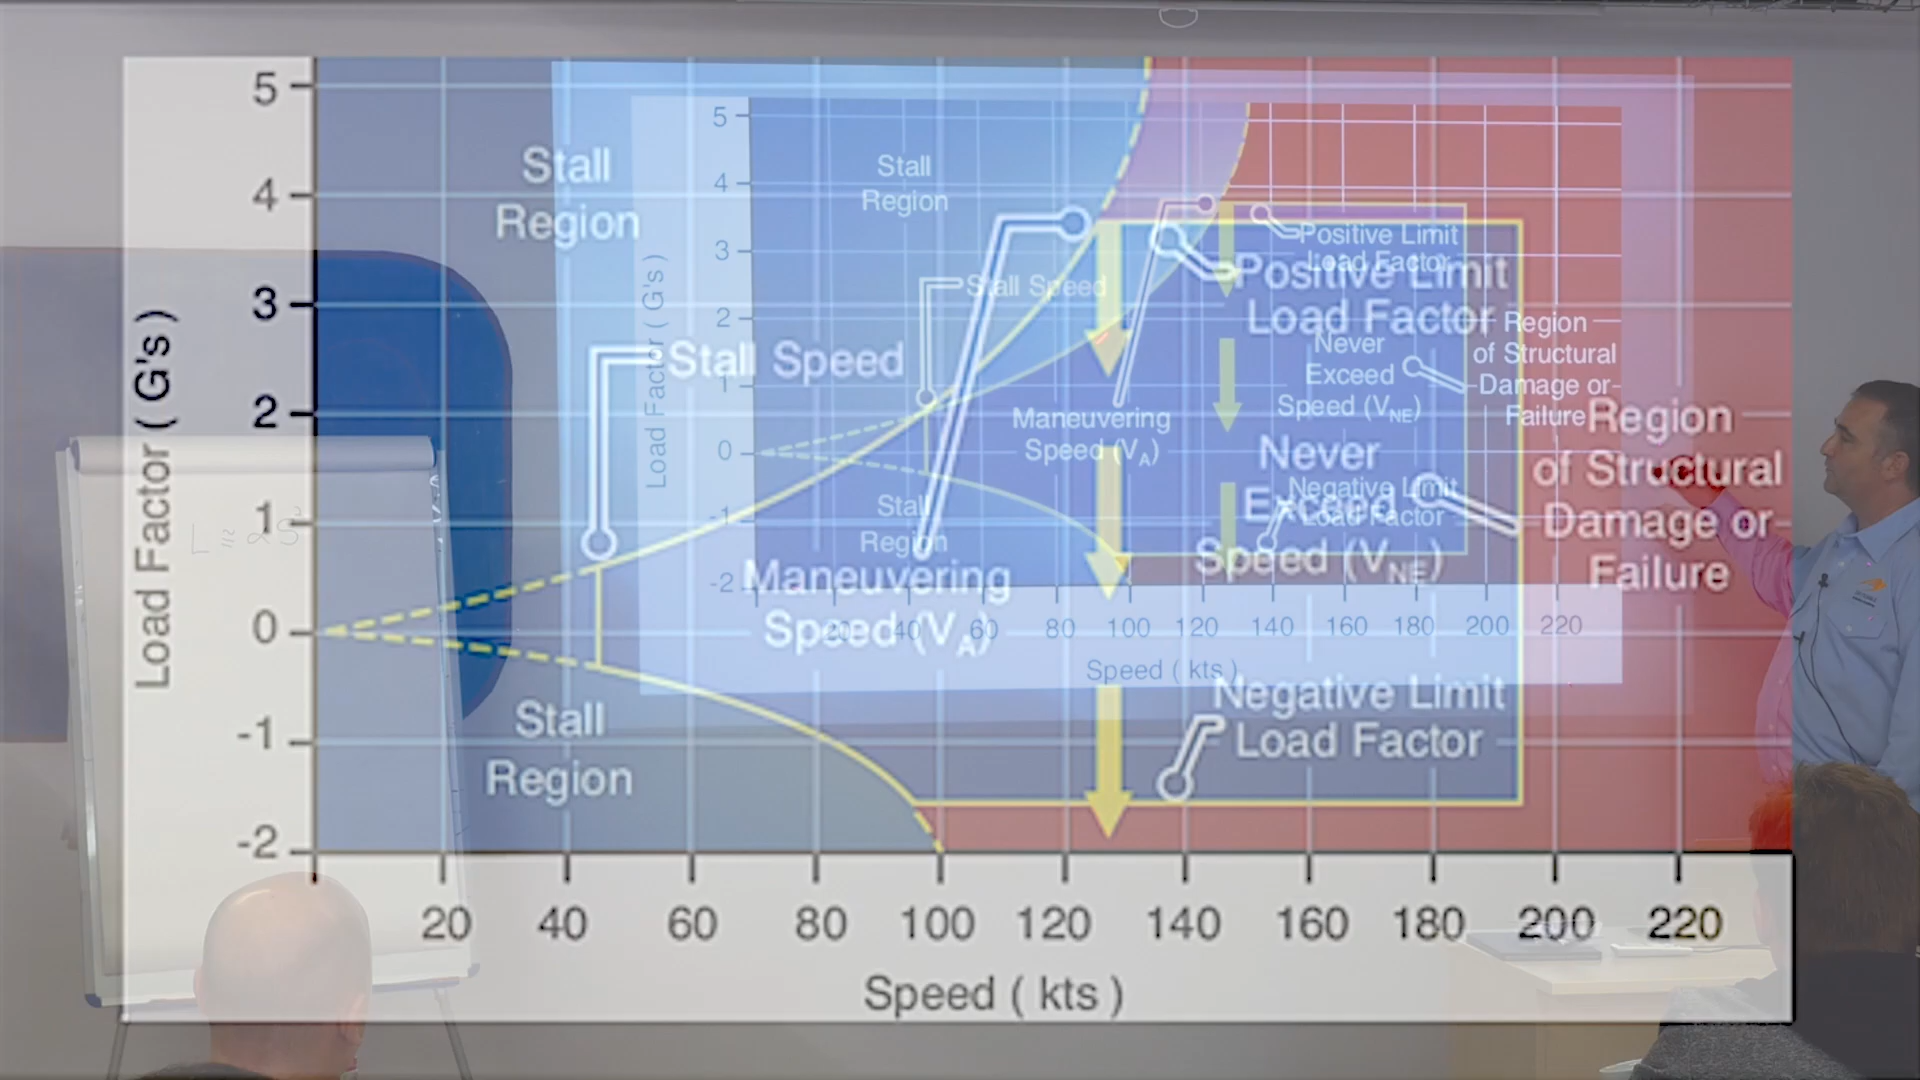 5
4
3
2
1
0
-1
-2
Load Factor ( G's )
Stall
Region
Stall Speed
Maneuvering
Speed (VA)
Stall
Region
Positive Limit
Load Factor
Never
Exceed
Speed (VNE)
Negative Limit
Load Factor
Region
of Structural
Damage or
Failure
20 40 60 80 100 120 140 160 180 200 220
Speed ( kts )
5
4
3
2
1
0
-1
-2
Load Factor ( G's )
Stall
Region
Stall Speed
Maneuvering
Speed (VA)
Stall
Region
Positive Limit
Load Factor
Never
Exceed
Speed (VNE)
Negative Limit
Load Factor
Region
of Structural
Damage or
Failure
20 40 60 80 100 120 140 160 180 200 220
Speed ( kts )